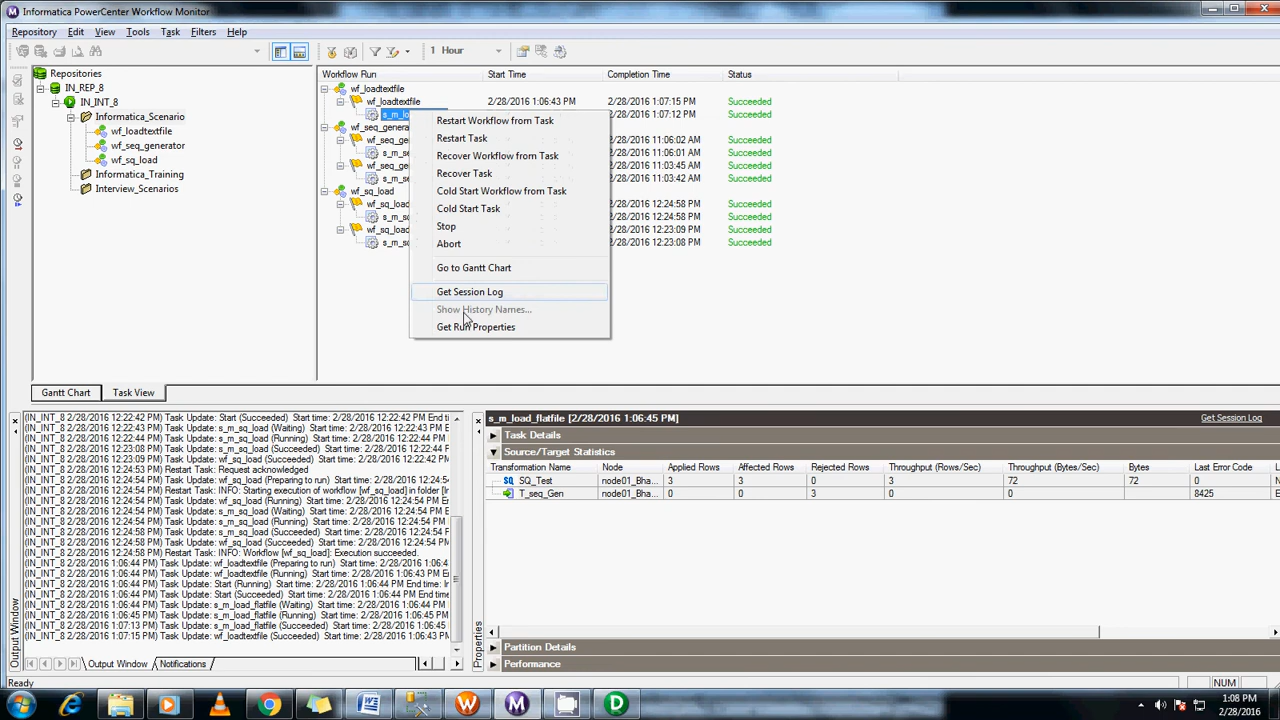 Informatica PowerCenter Workflow Monitor
Repository Edit View Tools Task Filters Help
1 Hour
Repositories
IN_REP_8
IN_INT_8
Informatica_Scenario
wf_loadtextfile
wf_seq_generator
wf_sq_load
Informatica_Training
Interview_Scenarios
Workflow Run Start Time Completion Time Status
wf_loadtextfile
wf_loadtextfile 2/28/2016 1:06:43 PM 2/28/2016 1:07:15 PM Succeeded
s_m_lo 2/28/2016 1:07:12 PM Succeeded
wf_seq_genera
wf_seq_ge 2/28/2016 11:06:02 AM Succeeded
s_m_se 2/28/2016 11:06:01 AM Succeeded
wf_seq_ge 2/28/2016 11:03:45 AM Succeeded
s_m_se 2/28/2016 11:03:42 AM Succeeded
wf_sq_load
wf_sq_load 2/28/2016 12:24:58 PM Succeeded
s_m_sq 2/28/2016 12:24:58 PM Succeeded
wf_sq_load 2/28/2016 12:23:09 PM Succeeded
s_m_sq 2/28/2016 12:23:08 PM Succeeded
Restart Workflow from Task
Restart Task
Recover Workflow from Task
Recover Task
Cold Start Workflow from Task
Cold Start Task
Stop
Abort
Go to Gantt Chart
Get Session Log
Show History Names...
Get Run Properties
Gantt Chart Task View
(IN_INT_8 2/28/2016 12:22:42 PM) Task Update: Start (Succeeded) Start time: 2/28/2016 12:22:42 PM End ti
(IN_INT_8 2/28/2016 12:22:43 PM) Task Update: s_m_sq_load (Waiting) Start time: 2/28/2016 12:22:43 PM
(IN_INT_8 2/28/2016 12:22:44 PM) Task Update: s_m_sq_load (Running) Start time: 2/28/2016 12:22:44 PM
(IN_INT_8 2/28/2016 12:23:08 PM) Task Update: s_m_sq_load (Succeeded) Start time: 2/28/2016 12:22:44 P
(IN_INT_8 2/28/2016 12:23:09 PM) Task Update: wf_sq_load (Succeeded) Start time: 2/28/2016 12:22:42 PM
(IN_INT_8 2/28/2016 12:24:53 PM) Restart Task: Request acknowledged
(IN_INT_8 2/28/2016 12:24:54 PM) Task Update: wf_sq_load (Preparing to run) Start time: 2/28/2016 12:24:
(IN_INT_8 2/28/2016 12:24:54 PM) Restart Task: INFO: Starting execution of workflow [wf_sq_load] in folder [In
(IN_INT_8 2/28/2016 12:24:54 PM) Task Update: wf_sq_load (Running) Start time: 2/28/2016 12:24:54 PM
(IN_INT_8 2/28/2016 12:24:54 PM) Task Update: s_m_sq_load (Waiting) Start time: 2/28/2016 12:24:54 PM
(IN_INT_8 2/28/2016 12:24:54 PM) Task Update: s_m_sq_load (Running) Start time: 2/28/2016 12:24:54 PM
(IN_INT_8 2/28/2016 12:24:58 PM) Task Update: s_m_sq_load (Succeeded) Start time: 2/28/2016 12:24:54 P
(IN_INT_8 2/28/2016 12:24:58 PM) Task Update: wf_sq_load (Succeeded) Start time: 2/28/2016 12:24:54 PM
(IN_INT_8 2/28/2016 12:24:58 PM) Restart Task: INFO: Workflow [wf_sq_load]: Execution succeeded.
(IN_INT_8 2/28/2016 1:06:44 PM) Task Update: wf_loadtextfile (Preparing to run) Start time: 2/28/2016 1:06:4
(IN_INT_8 2/28/2016 1:06:44 PM) Task Update: wf_loadtextfile (Running) Start time: 2/28/2016 1:06:43 PM
(IN_INT_8 2/28/2016 1:06:44 PM) Task Update: Start (Running) Start time: 2/28/2016 1:06:44 PM End time: In
(IN_INT_8 2/28/2016 1:06:44 PM) Task Update: Start (Succeeded) Start time: 2/28/2016 1:06:44 PM End time
(IN_INT_8 2/28/2016 1:06:44 PM) Task Update: s_m_load_flatfile (Waiting) Start time: 2/28/2016 1:06:44 PM
(IN_INT_8 2/28/2016 1:06:45 PM) Task Update: s_m_load_flatfile (Running) Start time: 2/28/2016 1:06:45 PM
(IN_INT_8 2/28/2016 1:07:13 PM) Task Update: s_m_load_flatfile (Succeeded) Start time: 2/28/2016 1:06:45
(IN_INT_8 2/28/2016 1:07:15 PM) Task Update: wf_loadtextfile (Succeeded) Start time: 2/28/2016 1:06:43 P
Output Window
Output Window Notifications
Properties
s_m_load_flatfile [2/28/2016 1:06:45 PM] Get Session Log
Task Details
Source/Target Statistics
Transformation Name Node Applied Rows Affected Rows Rejected Rows Throughput (Rows/Sec) Throughput (Bytes/Sec) Bytes Last Error Code L
SQ_Test node01_Bha... 3 3 0 3 72 72 0 N
T_seq_Gen node01_Bha... 0 0 3 0 0 8425 E
Partition Details
Performance
Ready NUM
1:08 PM
2/28/2016